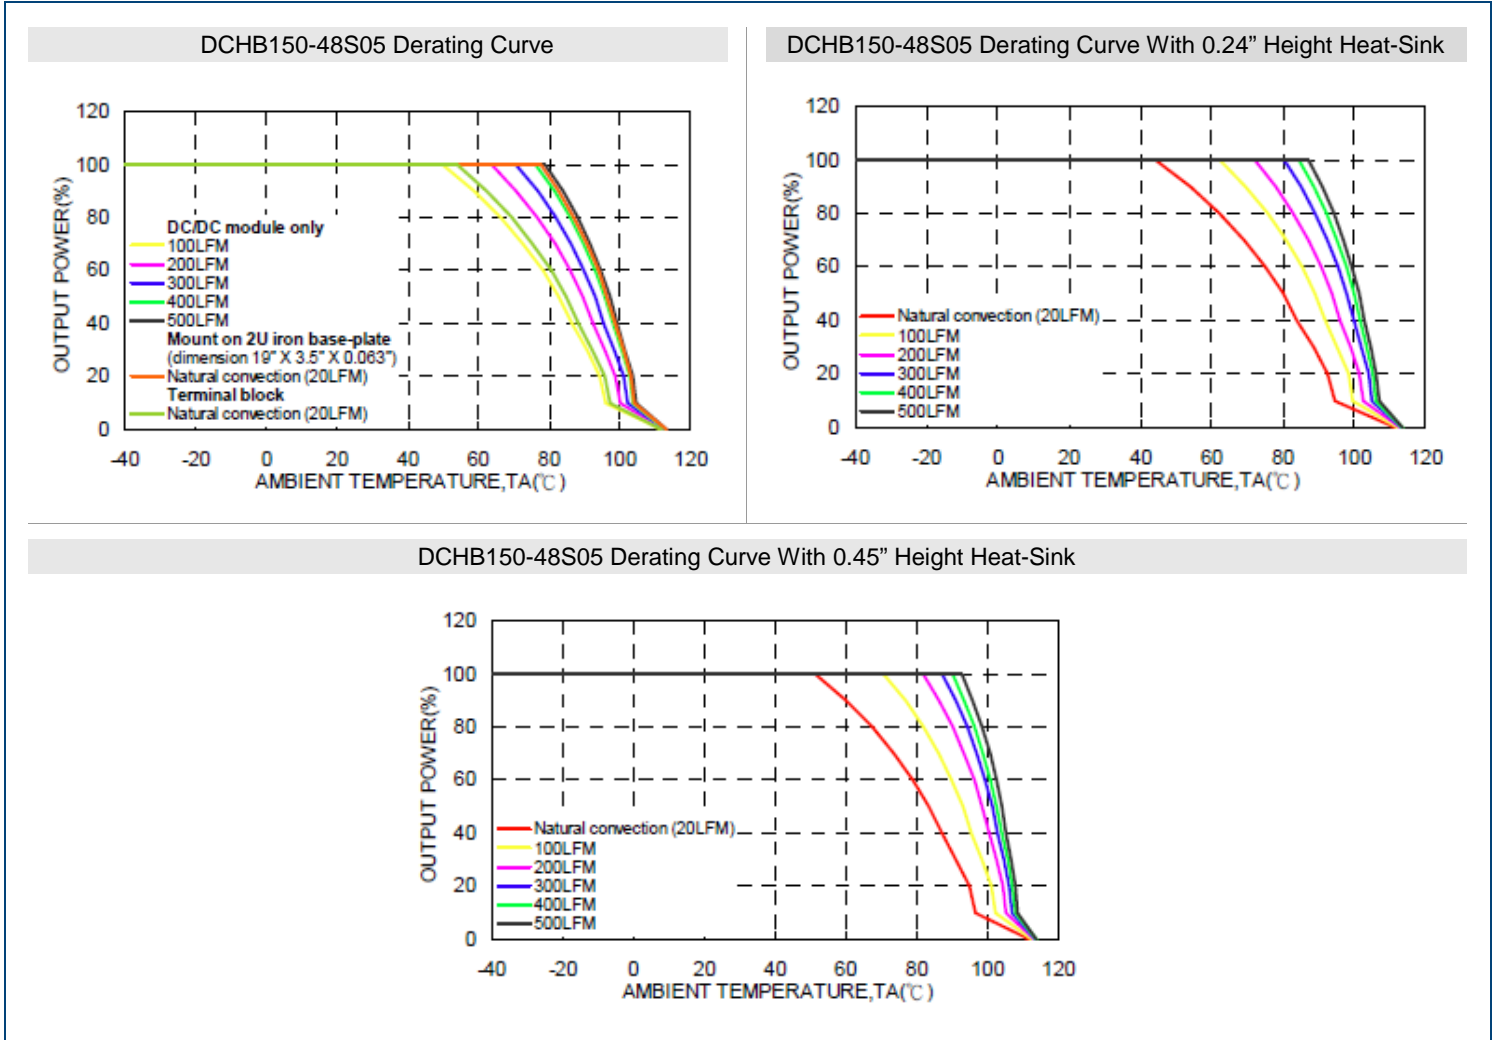 DCHB150-48S05 Derating Curve
120
100
80
60
40
20
0
OUTPUT POWER(%)
DC/DC module only
100LFM
200LFM
300LFM
400LFM
500LFM
Mount on 2U iron base-plate
(dimension 19" X 3.5" X 0.063")
Natural convection (20LFM)
Terminal block
Natural convection (20LFM)
-40 -20 0 20 40 60 80 100 120
AMBIENT TEMPERATURE,TA(℃)
DCHB150-48S05 Derating Curve With 0.24” Height Heat-Sink
120
100
80
60
40
20
0
OUTPUT POWER(%)
Natural convection (20LFM)
100LFM
200LFM
300LFM
400LFM
500LFM
-40 -20 0 20 40 60 80 100 120
AMBIENT TEMPERATURE,TA(℃)
DCHB150-48S05 Derating Curve With 0.45” Height Heat-Sink
120
100
80
60
40
20
0
OUTPUT POWER(%)
Natural convection (20LFM)
100LFM
200LFM
300LFM
400LFM
500LFM
-40 -20 0 20 40 60 80 100 120
AMBIENT TEMPERATURE,TA(℃)